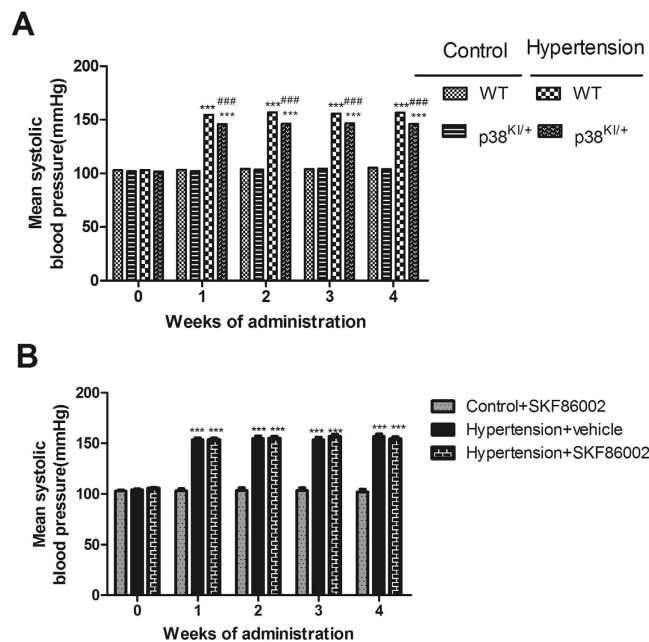 A
Control Hypertension
WT WT
p38KI/+ p38KI/+
200
150
100
50
0
Mean systolic
blood pressure(mmHg)
*** ### *** *** ### *** *** ### *** *** ### ***
0 1 2 3 4
Weeks of administration
B
200
150
100
50
0
Mean systolic
blood pressure(mmHg)
*** *** *** *** *** *** *** ***
0 1 2 3 4
Weeks of administration
Control+SKF86002
Hypertension+vehicle
Hypertension+SKF86002